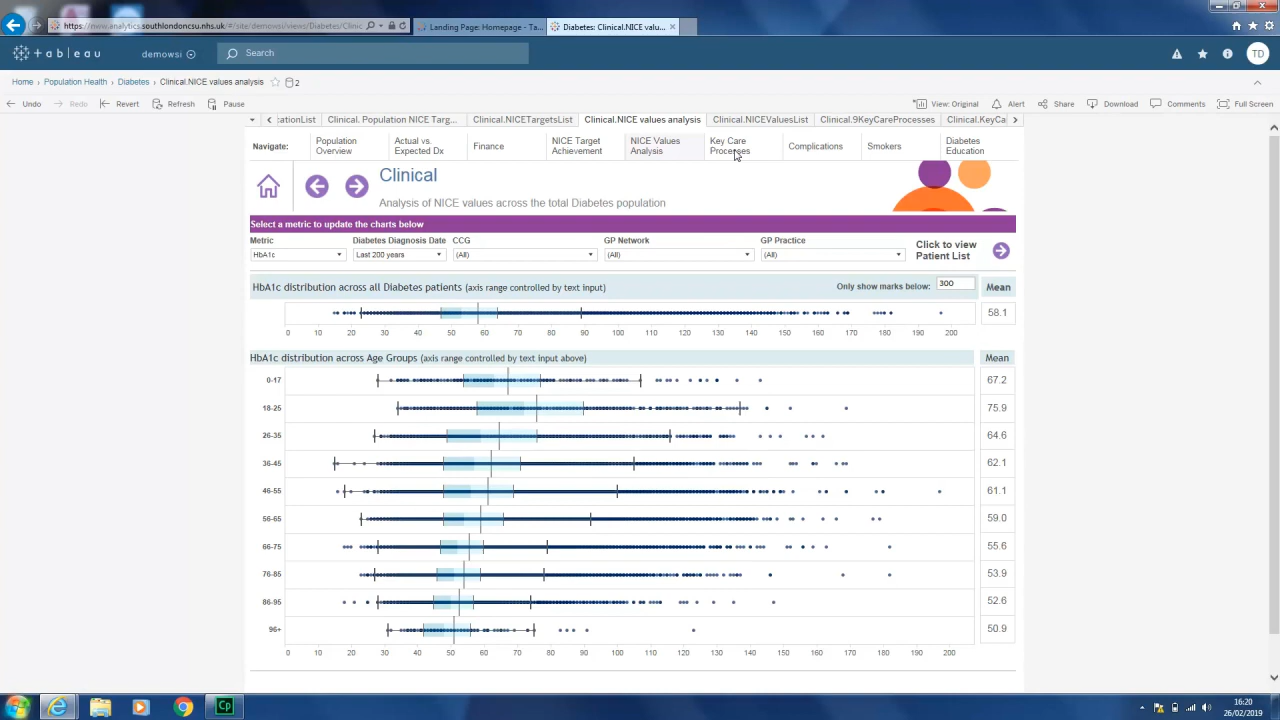 https://nww.analytics.southlondoncsu.nhs.uk/#/site/demowsi/views/Diabetes/Clinic
Landing Page: Homepage - Ta...
Diabetes: Clinical.NICE valu...
+ a b l e a u
demowsi
Search
TD
Home
Population Health
Diabetes
Clinical.NICE values analysis
2
Undo
Redo
Revert
Refresh
Pause
View: Original
Alert
Share
Download
Comments
Full Screen
ationList
Clinical. Population NICE Targ...
Clinical.NICETargetsList
Clinical.NICE values analysis
Clinical.NICEValuesList
Clinical.9KeyCareProcesses
Clinical.KeyCa
Navigate:
Population Overview
Actual vs. Expected Dx
Finance
NICE Target Achievement
NICE Values Analysis
Key Care Processes
Complications
Smokers
Diabetes Education
Clinical
Analysis of NICE values across the total Diabetes population
Select a metric to update the charts below
Metric
Diabetes Diagnosis Date
CCG
GP Network
GP Practice
HbA1c
Last 200 years
(All)
(All)
(All)
Click to view Patient List
HbA1c distribution across all Diabetes patients (axis range controlled by text input)
Only show marks below:
300
Mean
58.1
0 10 20 30 40 50 60 70 80 90 100 110 120 130 140 150 160 170 180 190 200
HbA1c distribution across Age Groups (axis range controlled by text input above)
Mean
0-17
67.2
18-25
75.9
26-35
64.6
36-45
62.1
46-55
61.1
56-65
59.0
66-75
55.6
76-85
53.9
86-95
52.6
96+
50.9
0 10 20 30 40 50 60 70 80 90 100 110 120 130 140 150 160 170 180 190 200
Cp
16:20
26/02/2019